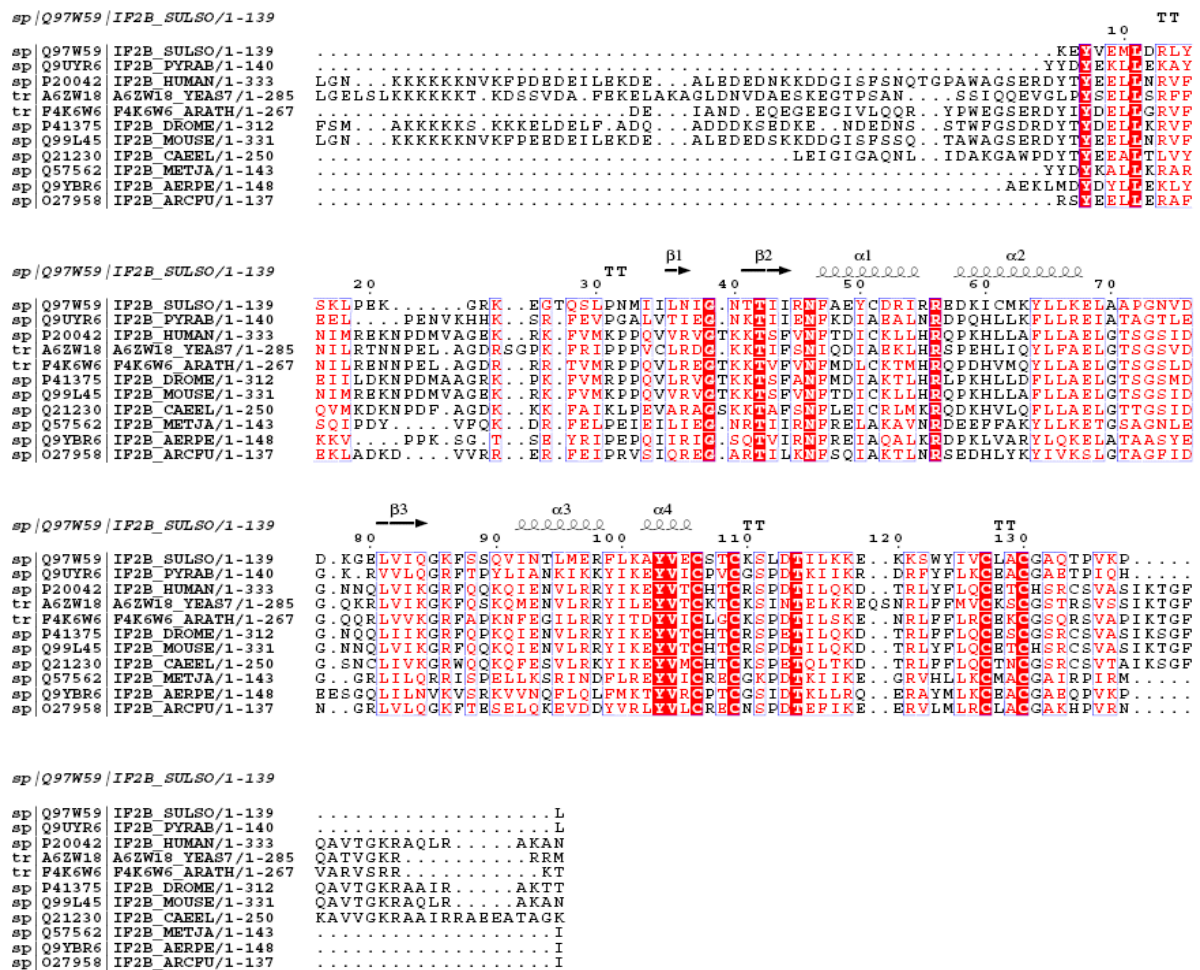 sp|Q97W59|IF2B_SULSO/1-139 TT
10
sp|Q97W59|IF2B_SULSO/1-139 ...........................................................KEYVEMLDRLY
sp|Q9UYR6|IF2B_PYRAB/1-140 ..........................................................YYDYEKLLEKAY
sp|P20042|IF2B_HUMAN/1-333 LGN...KKKKKKNVKFPDEDEILEKDE...ALEDEDNKKDDGISFSNQTGPAWAGSERDYTYEELLNRVF
tr|A6ZW18|A6ZW18_YEAS7/1-285 LGELSLKKKKKKT.KDSSVDA.FEKELAKAGLDNVDAESKEGTPSAN...SSIQQEVGLPYSELLSRFF
tr|F4K6W6|F4K6W6_ARATH/1-267 .........................DE...IAND.EQEGEEGIVLQQR..YPWEGSERDYIYDELLGRVF
sp|P41375|IF2B_DROME/1-312 FSM...AKKKKKKS.KKKELDELF.ADQ...ADDDKSEDKE..NDEDNS...STWFGSDRDYTYDELLKRVF
sp|Q99L45|IF2B_MOUSE/1-331 LGN...KKKKKKNVKFPEEDEILEKDE...ALEDEDSKKDDGISFSSQ..TAWAGSERDYTYEELLNRVF
sp|Q21230|IF2B_CAEEL/1-250 ......................................LEIGIGAQNL..IDAKGAWPDYTYEEALTLVY
sp|Q57562|IF2B_METJA/1-143 ..........................................................YYDYKALLKRAR
sp|Q9YBR6|IF2B_AERPE/1-148 .......................................................AEKLMDYDYLLEKLY
sp|O27958|IF2B_ARCFU/1-137 ...........................................................RSYEELLERAF
β1 β2 α1 α2
sp|Q97W59|IF2B_SULSO/1-139 TT
20 30 40 50 60 70
sp|Q97W59|IF2B_SULSO/1-139 SKLPEK......GRK..EGTQSLPNMIILNIGNTTIIRNFAEYCDRIRREDKICMKYLLKELAAPGNVD
sp|Q9UYR6|IF2B_PYRAB/1-140 EEL....PENVKHHK..SR.FEVPGALVTIEGNKTIIENFKDIAEALNRDPQHLLKFLLREIATAGTLE
sp|P20042|IF2B_HUMAN/1-333 NIMREKNPDMVAGEK..RK.FVMKPPQVVRVGTKKTSFVNFTDICKLLHRQPKHLLAFLLAELGTSGSID
tr|A6ZW18|A6ZW18_YEAS7/1-285 NILRTNNPEL.AGDRSGPK.FRIPPPVCLRDG.KKTIFSNIQDIAEKLHRSPEHLIQYLFAELGTSGSVD
tr|F4K6W6|F4K6W6_ARATH/1-267 NILRENNPEL.AGDR..RK.FVMRPPQVLREGTKKTVFVNFMDLCKTMHRQPDHVMQYLLAELGTSGSLD
sp|P41375|IF2B_DROME/1-312 EIILDKNPDMAAGRK..PK.FVMRPPQVLRVGTKKTSFANFMDIAKTLHRLPKHLLDFLLAELGTSGSMD
sp|Q99L45|IF2B_MOUSE/1-331 NIMREKNPDMVAGEK..RK.FVMKPPQVVRVGTKKTSFVNFTDICKLLHRQPKHLLAFLLAELGTSGSID
sp|Q21230|IF2B_CAEEL/1-250 QVMKDKNPDF.AGDK..KK.FAIKLPEVARAGSKKTAFSNFLEICRLMKRQDKHVLQFLLAELGTTGSID
sp|Q57562|IF2B_METJA/1-143 SQIPDY....VFQK..D.RFELPEIEILIEGNRTIIRNFRELAKAVNRDEEFFAKYLLKETGSAGNLE
sp|Q9YBR6|IF2B_AERPE/1-148 KKV....PPK.SG.T..SE.YRIPEPQIIRIGSQTVIRNFREIAQALKRDPKLVARYLQKELATAASYE
sp|O27958|IF2B_ARCFU/1-137 EKLADKD....VVRR..ER.FEIPRVSIQREGARTILKNFSQIAKTLNRSEDHLYKYIVKSLGTAGFID
β3 α3 α4
sp|Q97W59|IF2B_SULSO/1-139 TT TT
80 90 100 110 120 130
sp|Q97W59|IF2B_SULSO/1-139 D.KGELVIQGKFSSQVINTLMERFLKAYVECSTCKSLDTILKKE..KKSWYIVCLACGAQTPVKP.....
sp|Q9UYR6|IF2B_PYRAB/1-140 G.K.RVVLQGRFTPYLIANKIKKYIKEYVICPVCGSPDTKIIKR.DRFYFLKCEACGAETPIQH.....
sp|P20042|IF2B_HUMAN/1-333 G.NNQLVIKGRFQQKQIENVLRRYIKEYVTCHTCRSPDTILQKD..TRLYFLQCETCHSRCSVASIKTGF
tr|A6ZW18|A6ZW18_YEAS7/1-285 G.QKRLVIKGKFQSKQMENVLRRYILEYVTCKTCKSINTELKREQSNRLFFMVCKSCGSTRSVSSIKTGF
tr|F4K6W6|F4K6W6_ARATH/1-267 G.QQRLVVKGRFAPKNFEGILRRYITDYVICLGCKSPDTILSKE..NRLFFLRCEKCGSQRSVAPIKTGF
sp|P41375|IF2B_DROME/1-312 G.NQQLIIKGRFQPKQIENVLRRYIKEYVTCHTCRSPDTILQKD..TRLFFLQCESCGSRCSVASIKSGF
sp|Q99L45|IF2B_MOUSE/1-331 G.NNQLVIKGRFQQKQIENVLRRYIKEYVTCHTCRSPDTILQKD..TRLYFLQCETCHSRCSVASIKTGF
sp|Q21230|IF2B_CAEEL/1-250 G.SNCLIVKGRWQQKQFESVLRKYIKEYVMCHTCKSPETQLTKD..TRLFFLQCTNCGSRCSVTAIKSGF
sp|Q57562|IF2B_METJA/1-143 G.GRLILQRRISPELLKSRINDFLREYVICRECGKPDTKIIKE..GRVHLLKCMACGAIRPIRM.....
sp|Q9YBR6|IF2B_AERPE/1-148 EESGQLILNVKVSRKVVNQFLQLFMKTYVRCPTCGSIDTKLLRQ.ERAYMLKCEACGAEQPVKP.....
sp|O27958|IF2B_ARCFU/1-137 N..GRLVLQGKFTESELQKEVDDYVRLYVLCRECNSPDTEFIKE..ERVLMLRCLACGAKHPVRN.....
sp|Q97W59|IF2B_SULSO/1-139
sp|Q97W59|IF2B_SULSO/1-139 ...................L
sp|Q9UYR6|IF2B_PYRAB/1-140 ...................L
sp|P20042|IF2B_HUMAN/1-333 QAVTGKRAQLR.....AKAN
tr|A6ZW18|A6ZW18_YEAS7/1-285 QATVGKR..........RRM
tr|F4K6W6|F4K6W6_ARATH/1-267 VARVSRR...........KT
sp|P41375|IF2B_DROME/1-312 QAVTGKRAAIR.....AKTT
sp|Q99L45|IF2B_MOUSE/1-331 QAVTGKRAQLR.....AKAN
sp|Q21230|IF2B_CAEEL/1-250 KAVVGKRAAIRRAEEATAGK
sp|Q57562|IF2B_METJA/1-143 ...................I
sp|Q9YBR6|IF2B_AERPE/1-148 ...................I
sp|O27958|IF2B_ARCFU/1-137 ...................I